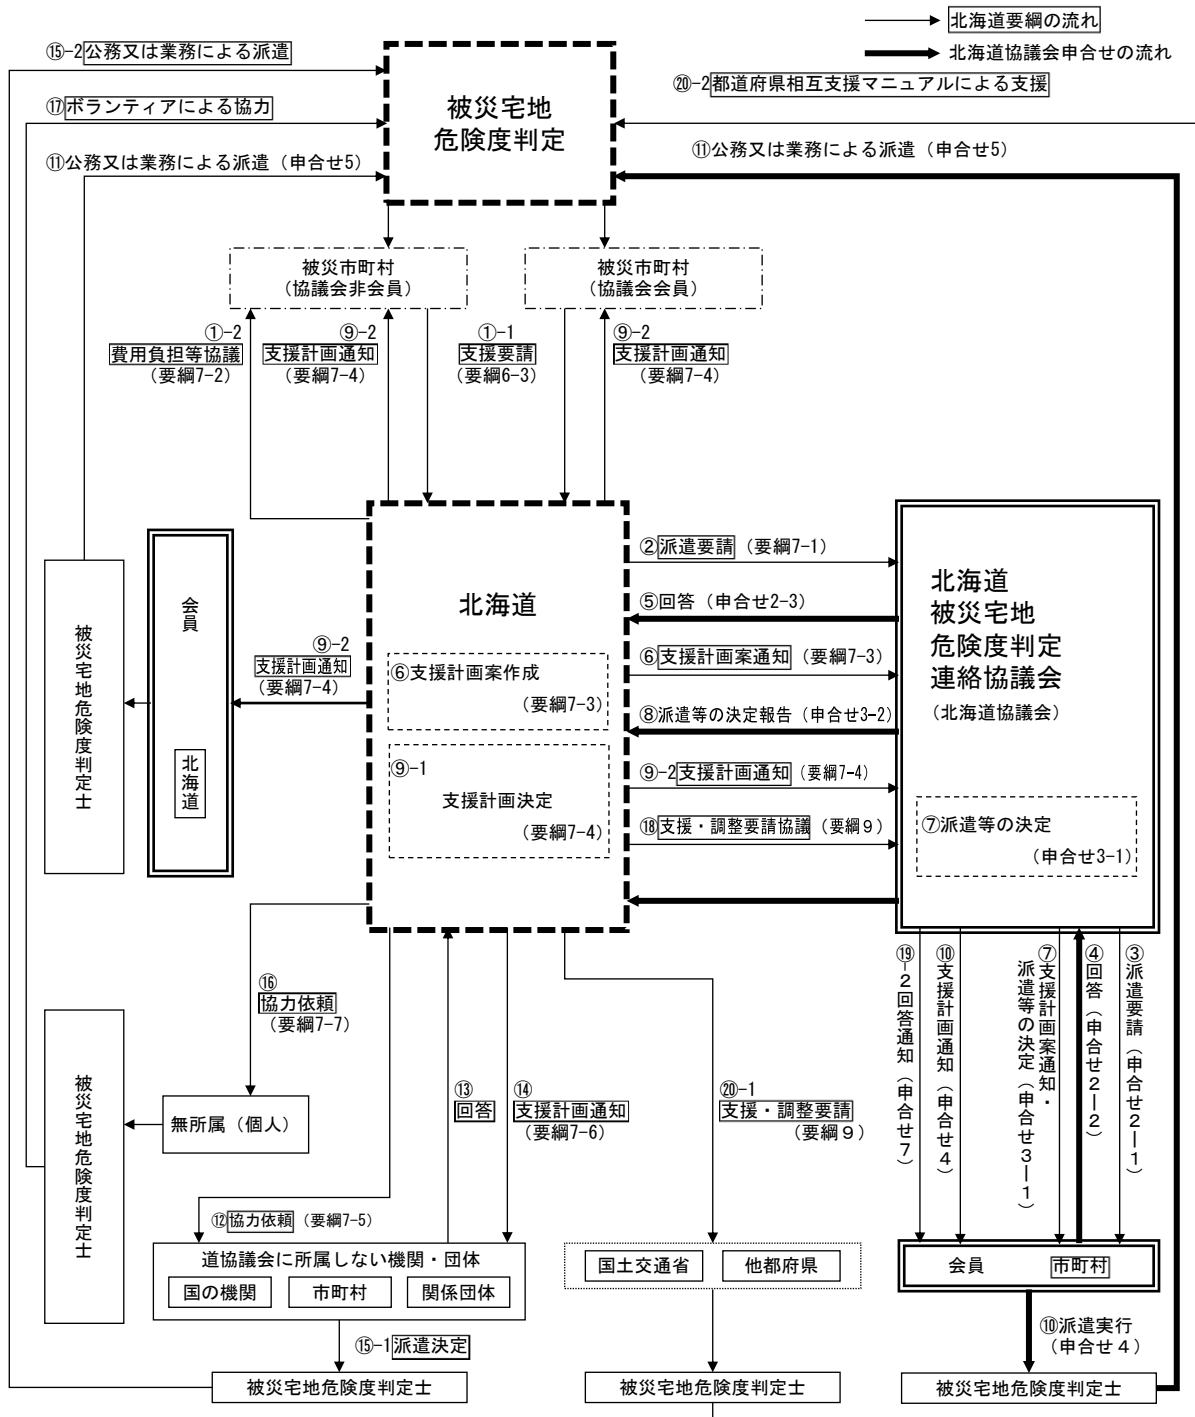 北海道要綱の流れ
北海道協議会申合せの流れ
⑮-2公務又は業務による派遣
⑰ボランティアによる協力
⑪公務又は業務による派遣（申合せ5）
被災宅地
危険度判定
⑳-2都道府県相互支援マニュアルによる支援
⑪公務又は業務による派遣（申合せ5）
被災市町村
（協議会非会員）
被災市町村
（協議会会員）
①-2
費用負担等協議
（要綱7-2）
⑨-2
支援計画通知
（要綱7-4）
①-1
支援要請
（要綱6-3）
⑨-2
支援計画通知
（要綱7-4）
被災宅地危険度判定士
会員
北海道
⑨-2
支援計画通知
（要綱7-4）
北海道
⑥支援計画案作成
（要綱7-3）
⑨-1
支援計画決定
（要綱7-4）
②派遣要請（要綱7-1）
⑤回答（申合せ2-3）
⑥支援計画案通知（要綱7-3）
⑧派遣等の決定報告（申合せ3-2）
⑨-2支援計画通知（要綱7-4）
⑱支援・調整要請協議（要綱９）
北海道
被災宅地
危険度判定
連絡協議会
（北海道協議会）
⑦派遣等の決定
（申合せ3-1）
⑯
協力依頼
（要綱7-7）
被災宅地危険度判定士
無所属（個人）
⑬
回答
⑭
支援計画通知
（要綱7-6）
⑳-1
支援・調整要請
（要綱９）
⑲-２回答通知（申合せ７）
⑩支援計画通知（申合せ４）
⑦支援計画案通知・
派遣等の決定（申合せ３ー１）
④回答（申合せ２ー２）
③派遣要請（申合せ２ー１）
⑫協力依頼（要綱7-5）
道協議会に所属しない機関・団体
国の機関
市町村
関係団体
国土交通省
他都府県
会員
市町村
⑮-1派遣決定
⑩派遣実行
（申合せ４）
被災宅地危険度判定士
被災宅地危険度判定士
被災宅地危険度判定士